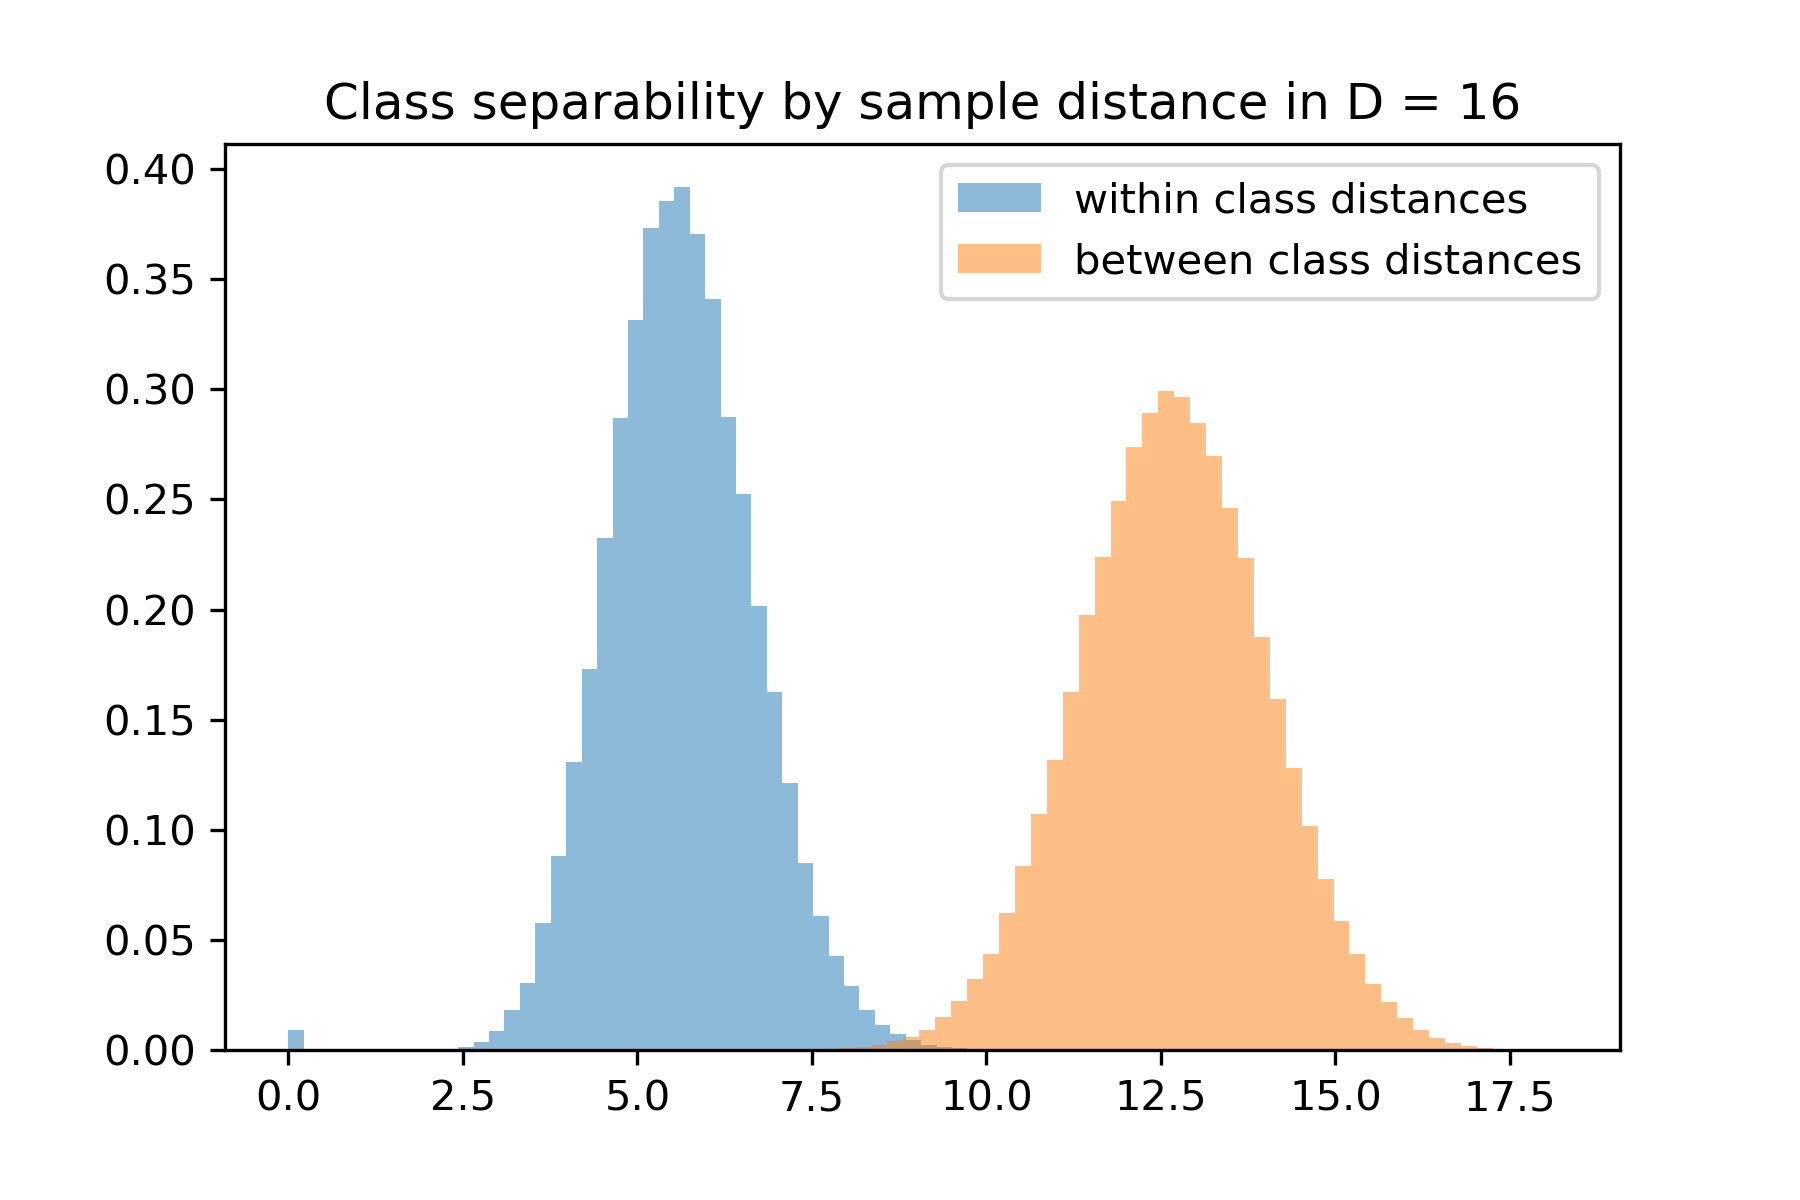 Class separability by sample distance in D = 16
within class distances
between class distances
0.40
0.35
0.30
0.25
0.20
0.15
0.10
0.05
0.00
0.0 2.5 5.0 7.5 10.0 12.5 15.0 17.5